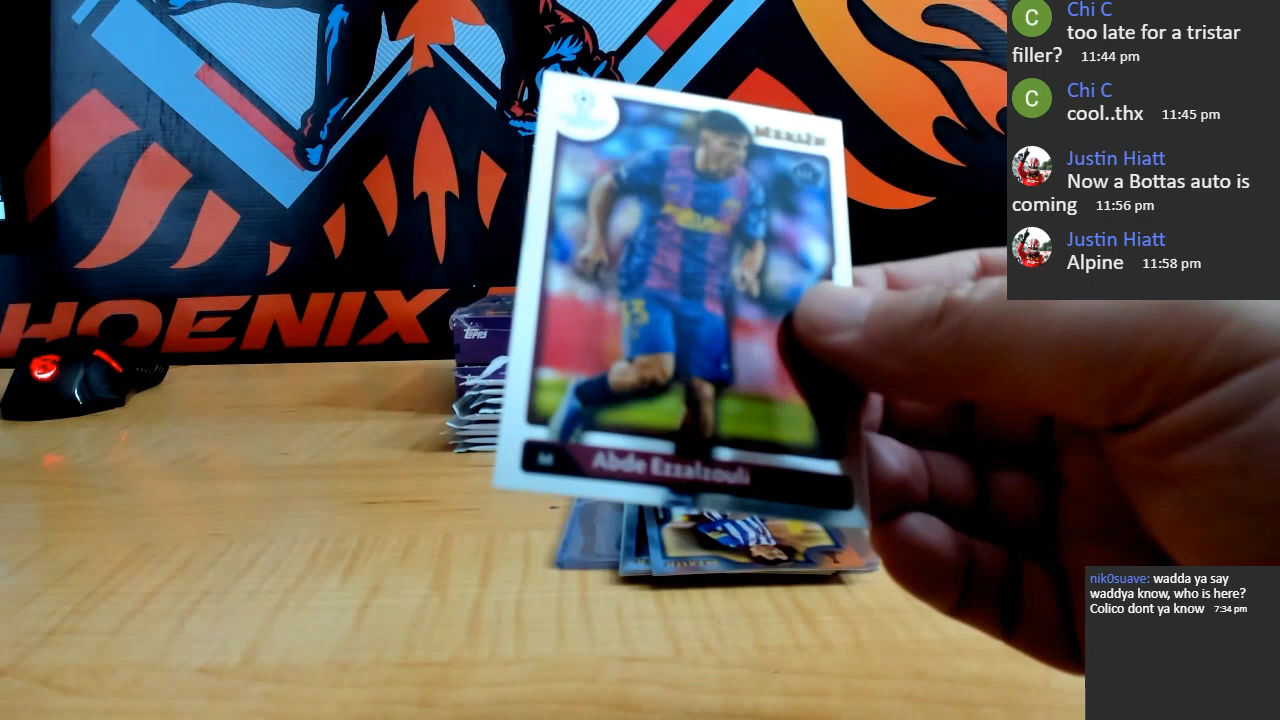 Chi C
C
too late for a tristar
filler? 11:44 pm
Chi C
C
cool..thx 11:45 pm
Justin Hiatt
Now a Bottas auto is
coming 11:56 pm
Justin Hiatt
Alpine 11:58 pm
MERLIN
HOENIX
TOPPS
M Abde Ezzalzouli
nik0suave: wadda ya say
waddya know, who is here?
Colico dont ya know 7:34 pm